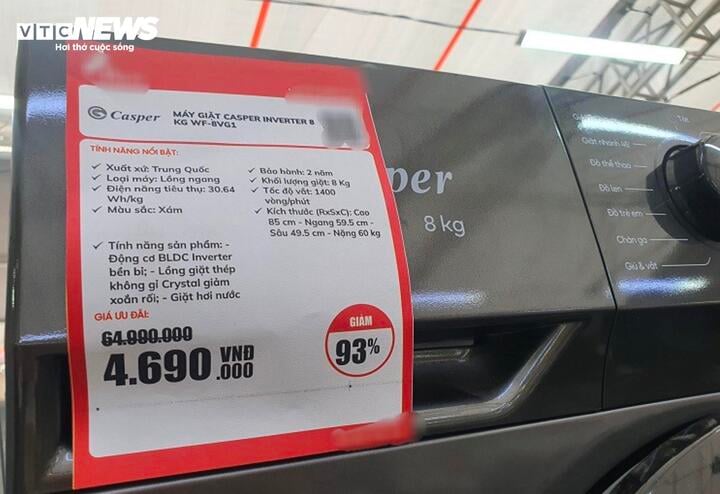 VTC NEWS
Hơi thở cuộc sống
Casper
MÁY GIẶT CASPER INVERTER 8
KG WF-8VG1
TÍNH NĂNG NỔI BẬT:
✓ Xuất xứ: Trung Quốc
✓ Loại máy: Lồng ngang
✓ Điện năng tiêu thụ: 30.64
Wh/kg
✓ Màu sắc: Xám
✓ Bảo hành: 2 năm
✓ Khối lượng giặt: 8 Kg
✓ Tốc độ vắt: 1400
vòng/phút
✓ Kích thước (RxSxC): Cao
85 cm - Ngang 59.5 cm -
Sâu 49.5 cm - Nặng 60 kg
✓ Tính năng sản phẩm: -
Động cơ BLDC Inverter
bền bỉ; - Lồng giặt thép
không gỉ Crystal giảm
xoắn rối; - Giặt hơi nước
GIÁ ƯU ĐÃI:
64.990.000
4.690.000 VNĐ
GIẢM
93%
per
8 kg
Giặt nhanh 45'
Đồ thể thao
Đồ len
Đồ trẻ em
Chăn ga
Giũ & vắt